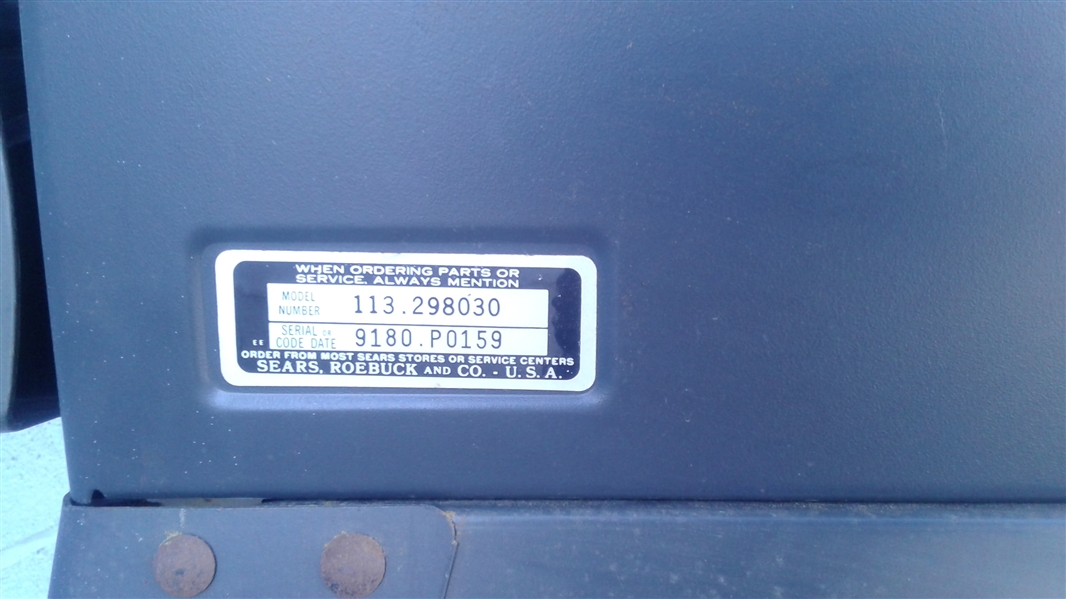 WHEN ORDERING PARTS OR
SERVICE, ALWAYS MENTION
MODEL
NUMBER 113.298030
SERIAL OR
CODE DATE 9180.P0159
EE
ORDER FROM MOST SEARS STORES OR SERVICE CENTERS
SEARS, ROEBUCK AND CO. - U.S.A.